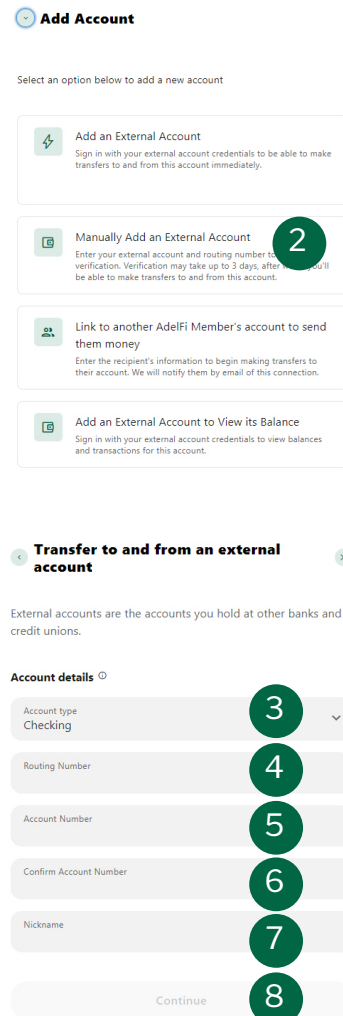 Add Account
Select an option below to add a new account
Add an External Account
Sign in with your external account credentials to be able to make
transfers to and from this account immediately.
Manually Add an External Account
2
Enter your external account and routing number to
verification. Verification may take up to 3 days, after you'll
be able to make transfers to and from this account.
Link to another AdelFi Member's account to send
them money
Enter the recipient's information to begin making transfers to
their account. We will notify them by email of this connection.
Add an External Account to View its Balance
Sign in with your external account credentials to view balances
and transactions for this account.
Transfer to and from an external
account
External accounts are the accounts you hold at other banks and
credit unions.
Account details
Account type
Checking
3
Routing Number
4
Account Number
5
Confirm Account Number
6
Nickname
7
Continue
8